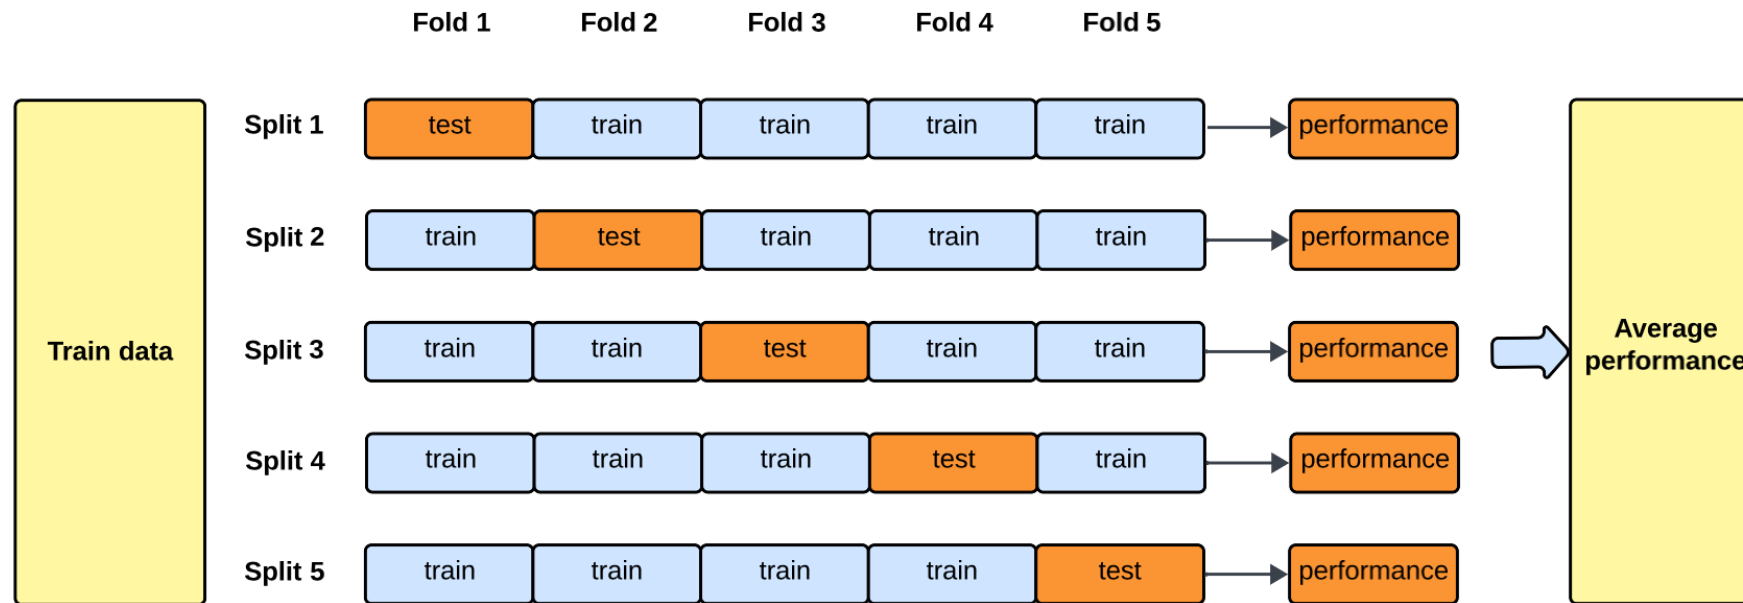 Fold 1 Fold 2 Fold 3 Fold 4 Fold 5
Split 1 test train train train train performance
Split 2 train test train train train performance
Train data Split 3 train train test train train performance Average
performance
Split 4 train train train test train performance
Split 5 train train train train test performance